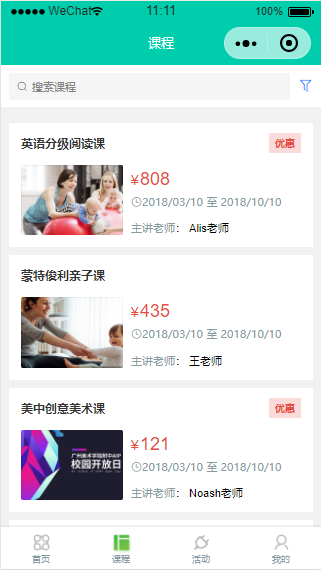 WeChat 11:11 100%
课程
搜索课程
英语分级阅读课 优惠
¥808
2018/03/10 至 2018/10/10
主讲老师： Alis老师
蒙特俊利亲子课
¥435
2018/03/10 至 2018/10/10
主讲老师： 王老师
美中创意美术课 优惠
广州美术学院附中AIP
校园开放日
¥121
2018/03/10 至 2018/10/10
主讲老师： Noash老师
首页 课程 活动 我的